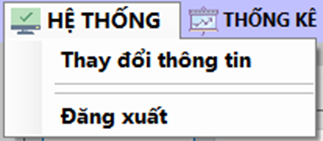 HỆ THỐNG THỐNG KÊ
Thay đổi thông tin
Đăng xuất